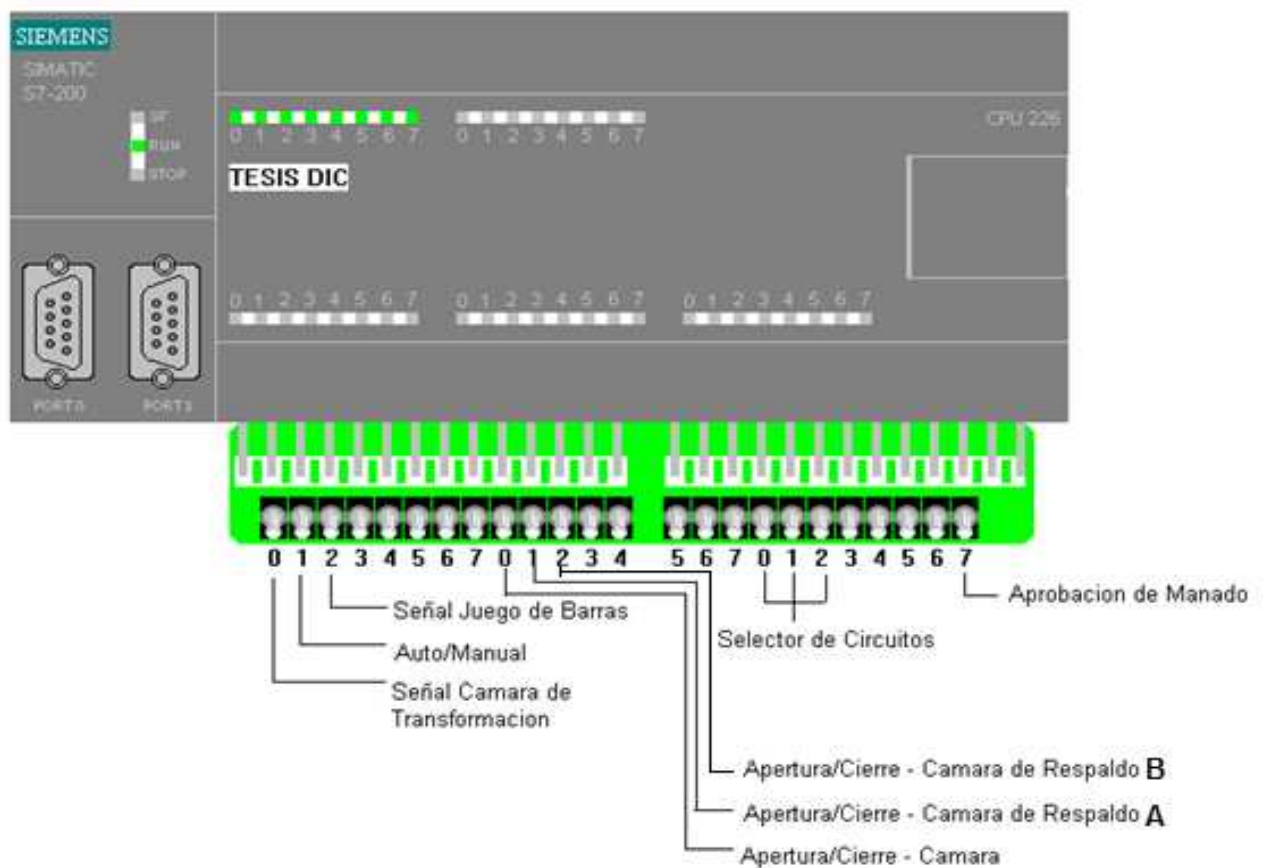 SIEMENS
SIMATIC
S7-200
SF
RUN
STOP
0 1 2 3 4 5 6 7
0 1 2 3 4 5 6 7
CPU 226
TESIS DIC
0 1 2 3 4 5 6 7
0 1 2 3 4 5 6 7
0 1 2 3 4 5 6 7
PORT 0
PORT 1
0 1 2 3 4 5 6 7 0 1 2 3 4
5 6 7 0 1 2 3 4 5 6 7
Señal Juego de Barras
Auto/Manual
Señal Camara de
Transformacion
Selector de Circuitos
Aprobacion de Manado
Apertura/Cierre - Camara de Respaldo B
Apertura/Cierre - Camara de Respaldo A
Apertura/Cierre - Camara